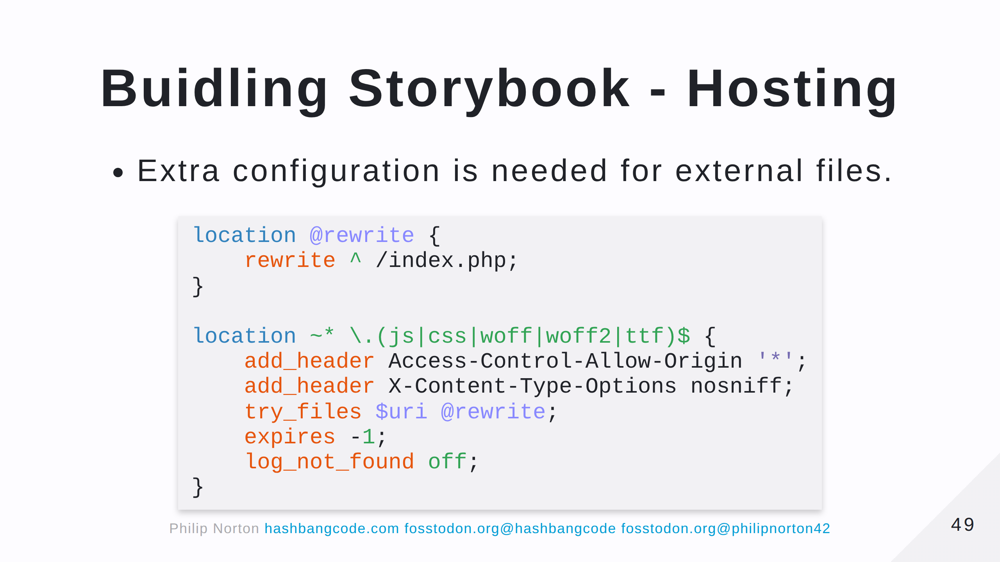 Buidling Storybook - Hosting
• Extra configuration is needed for external files.
location @rewrite {
    rewrite ^ /index.php;
}

location ~* \.(js|css|woff|woff2|ttf)$ {
    add_header Access-Control-Allow-Origin '*';
    add_header X-Content-Type-Options nosniff;
    try_files $uri @rewrite;
    expires -1;
    log_not_found off;
}
Philip Norton hashbangcode.com fosstodon.org@hashbangcode fosstodon.org@philipnorton42
49